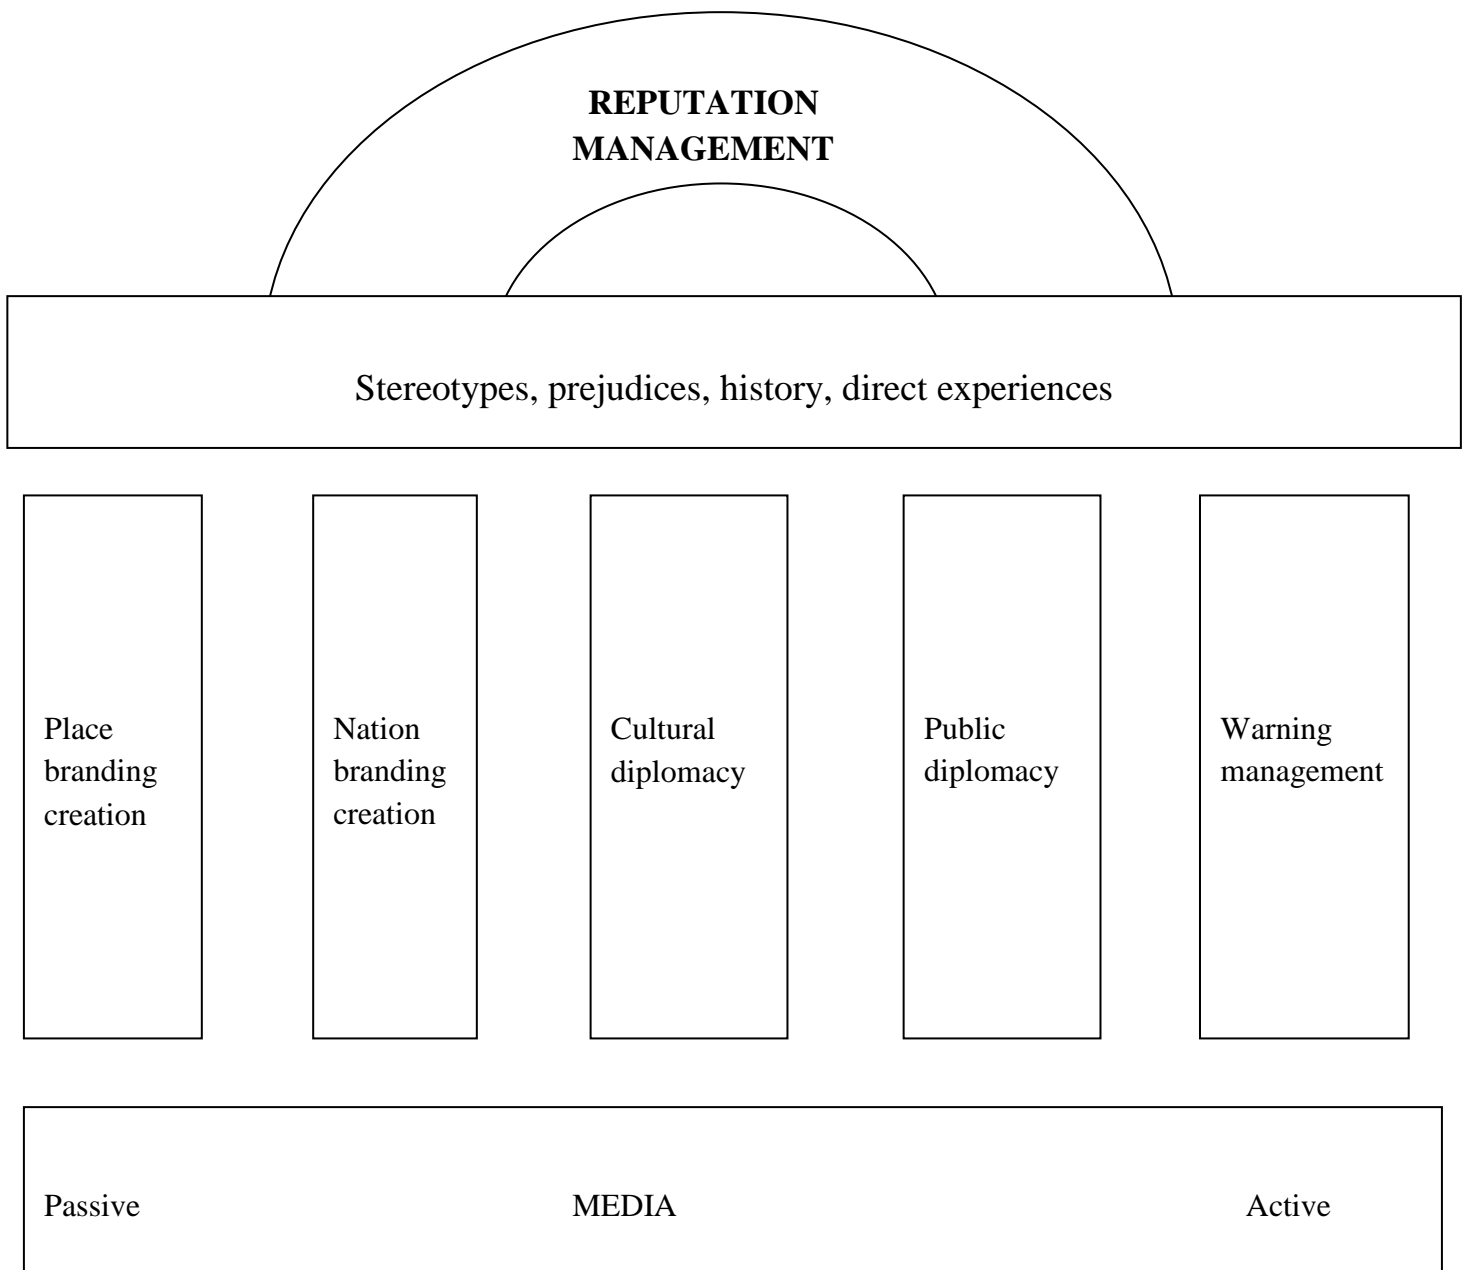 REPUTATION
MANAGEMENT
Stereotypes, prejudices, history, direct experiences
Place
branding
creation
Nation
branding
creation
Cultural
diplomacy
Public
diplomacy
Warning
management
Passive MEDIA Active